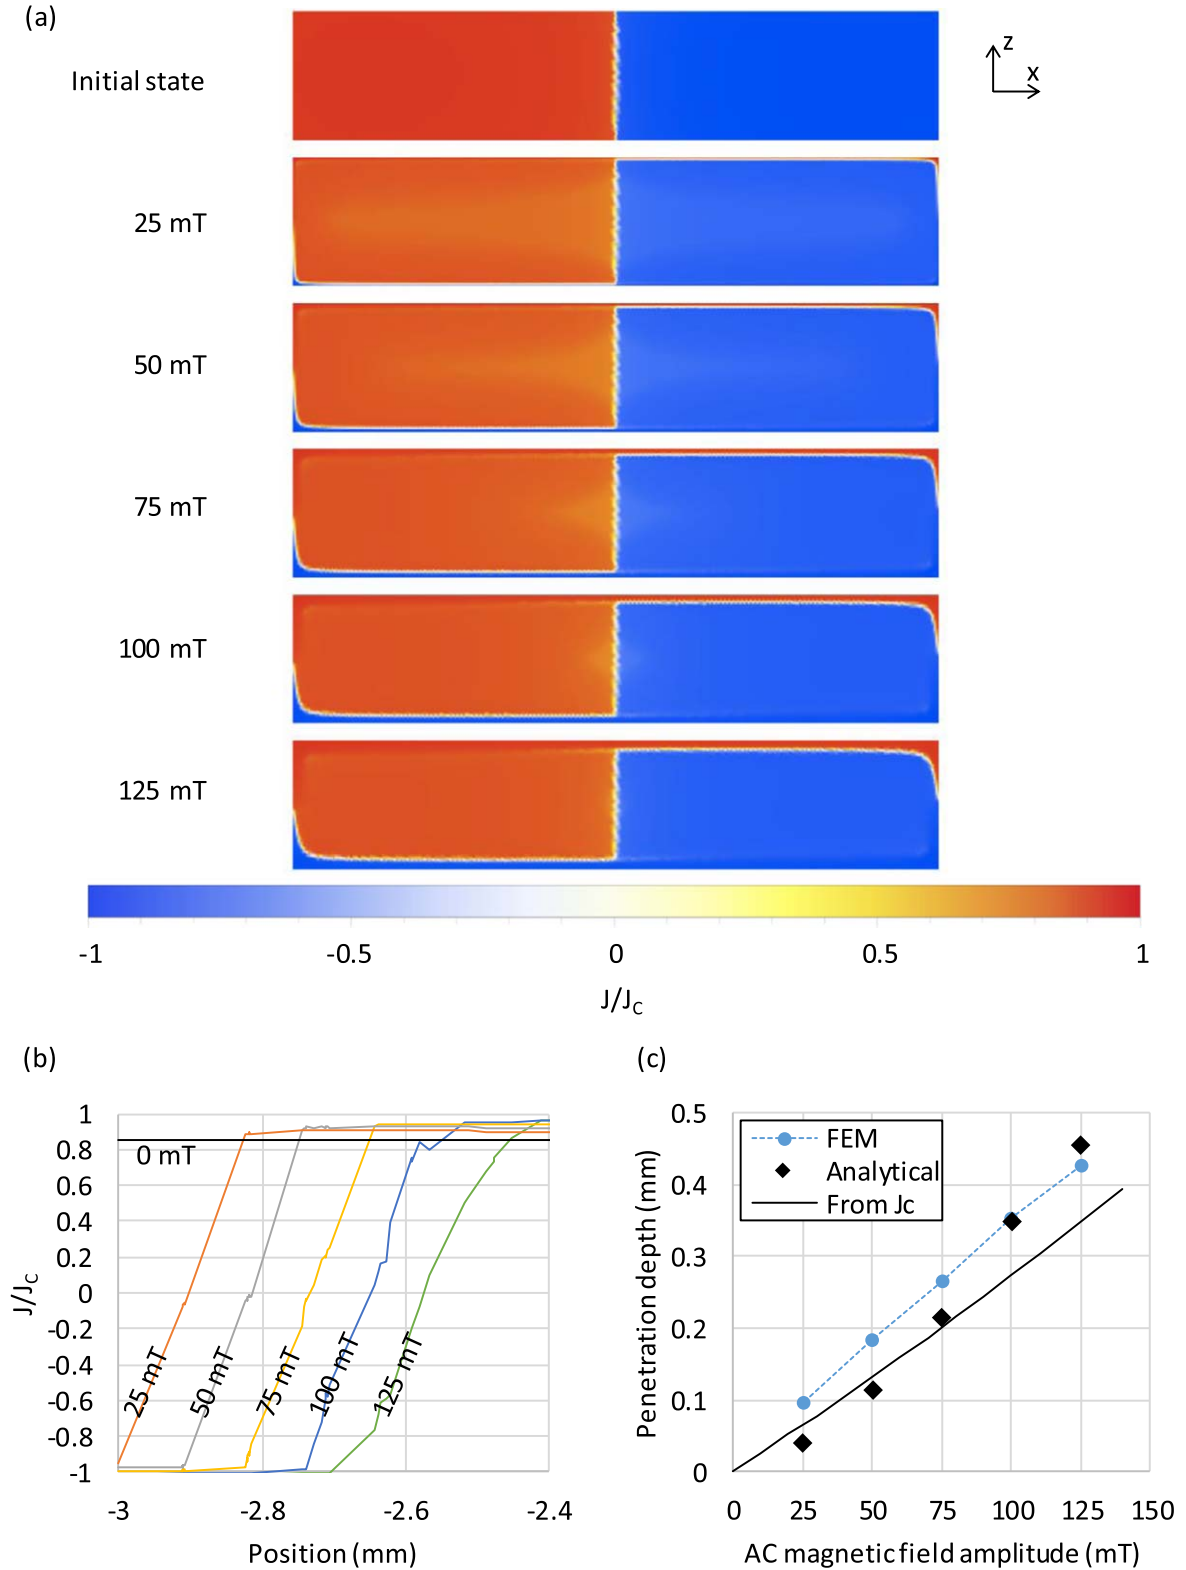 (a)
Initial state
z
x
25 mT
50 mT
75 mT
100 mT
125 mT
-1 -0.5 0 0.5 1
J/JC
(b)
1
0.8
0.6
0.4
0.2
0
-0.2
-0.4
-0.6
-0.8
-1
J/JC
0 mT
25 mT
50 mT
75 mT
100 mT
125 mT
-3 -2.8 -2.6 -2.4
Position (mm)
(c)
0.5
0.4
0.3
0.2
0.1
0
Penetration depth (mm)
FEM
Analytical
From Jc
0 25 50 75 100 125 150
AC magnetic field amplitude (mT)